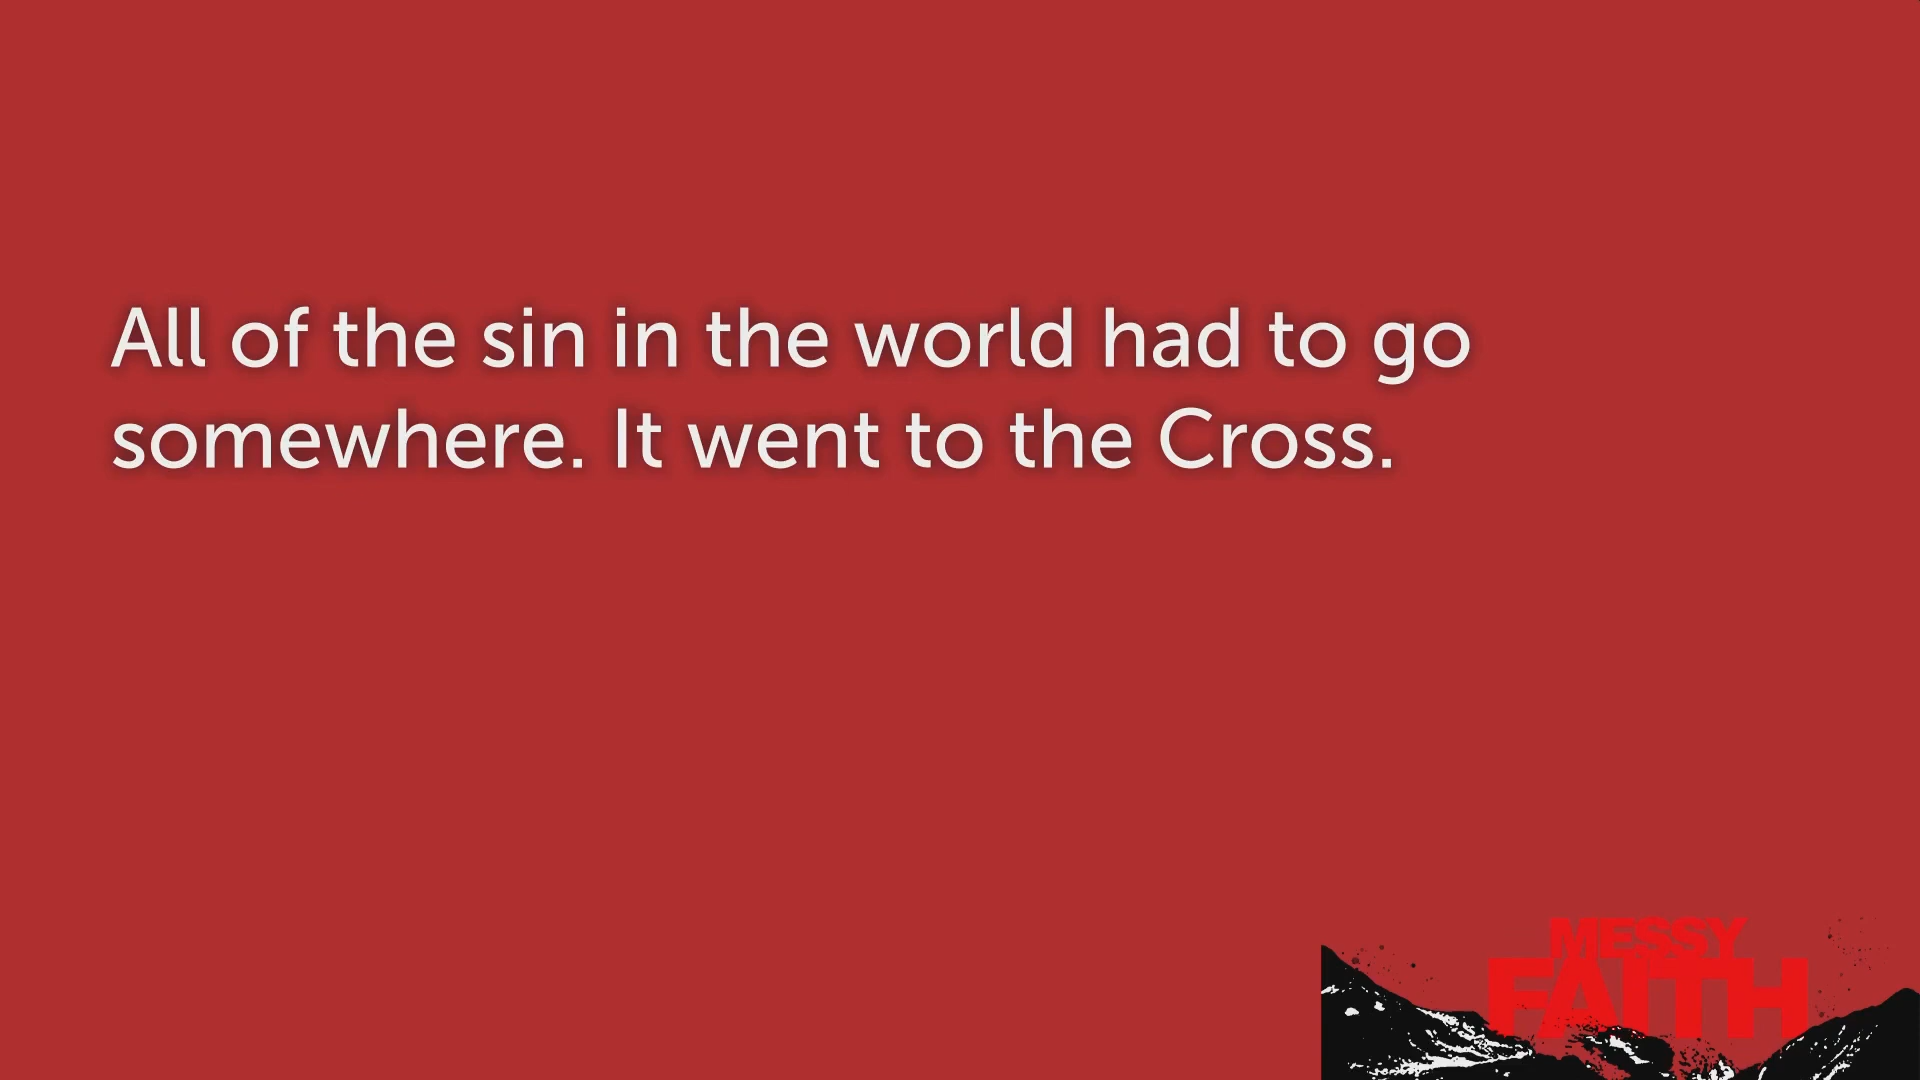 All of the sin in the world had to go
somewhere. It went to the Cross.
MESSY
FAITH